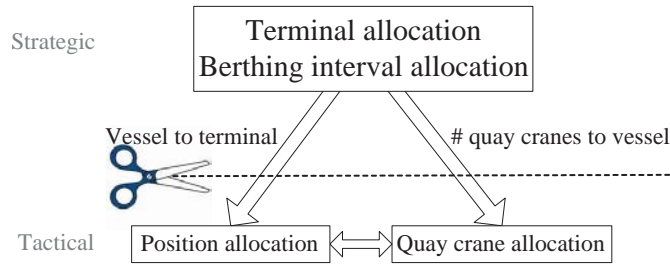 Strategic
Terminal allocation
Berthing interval allocation
Vessel to terminal
# quay cranes to vessel
Tactical
Position allocation
Quay crane allocation